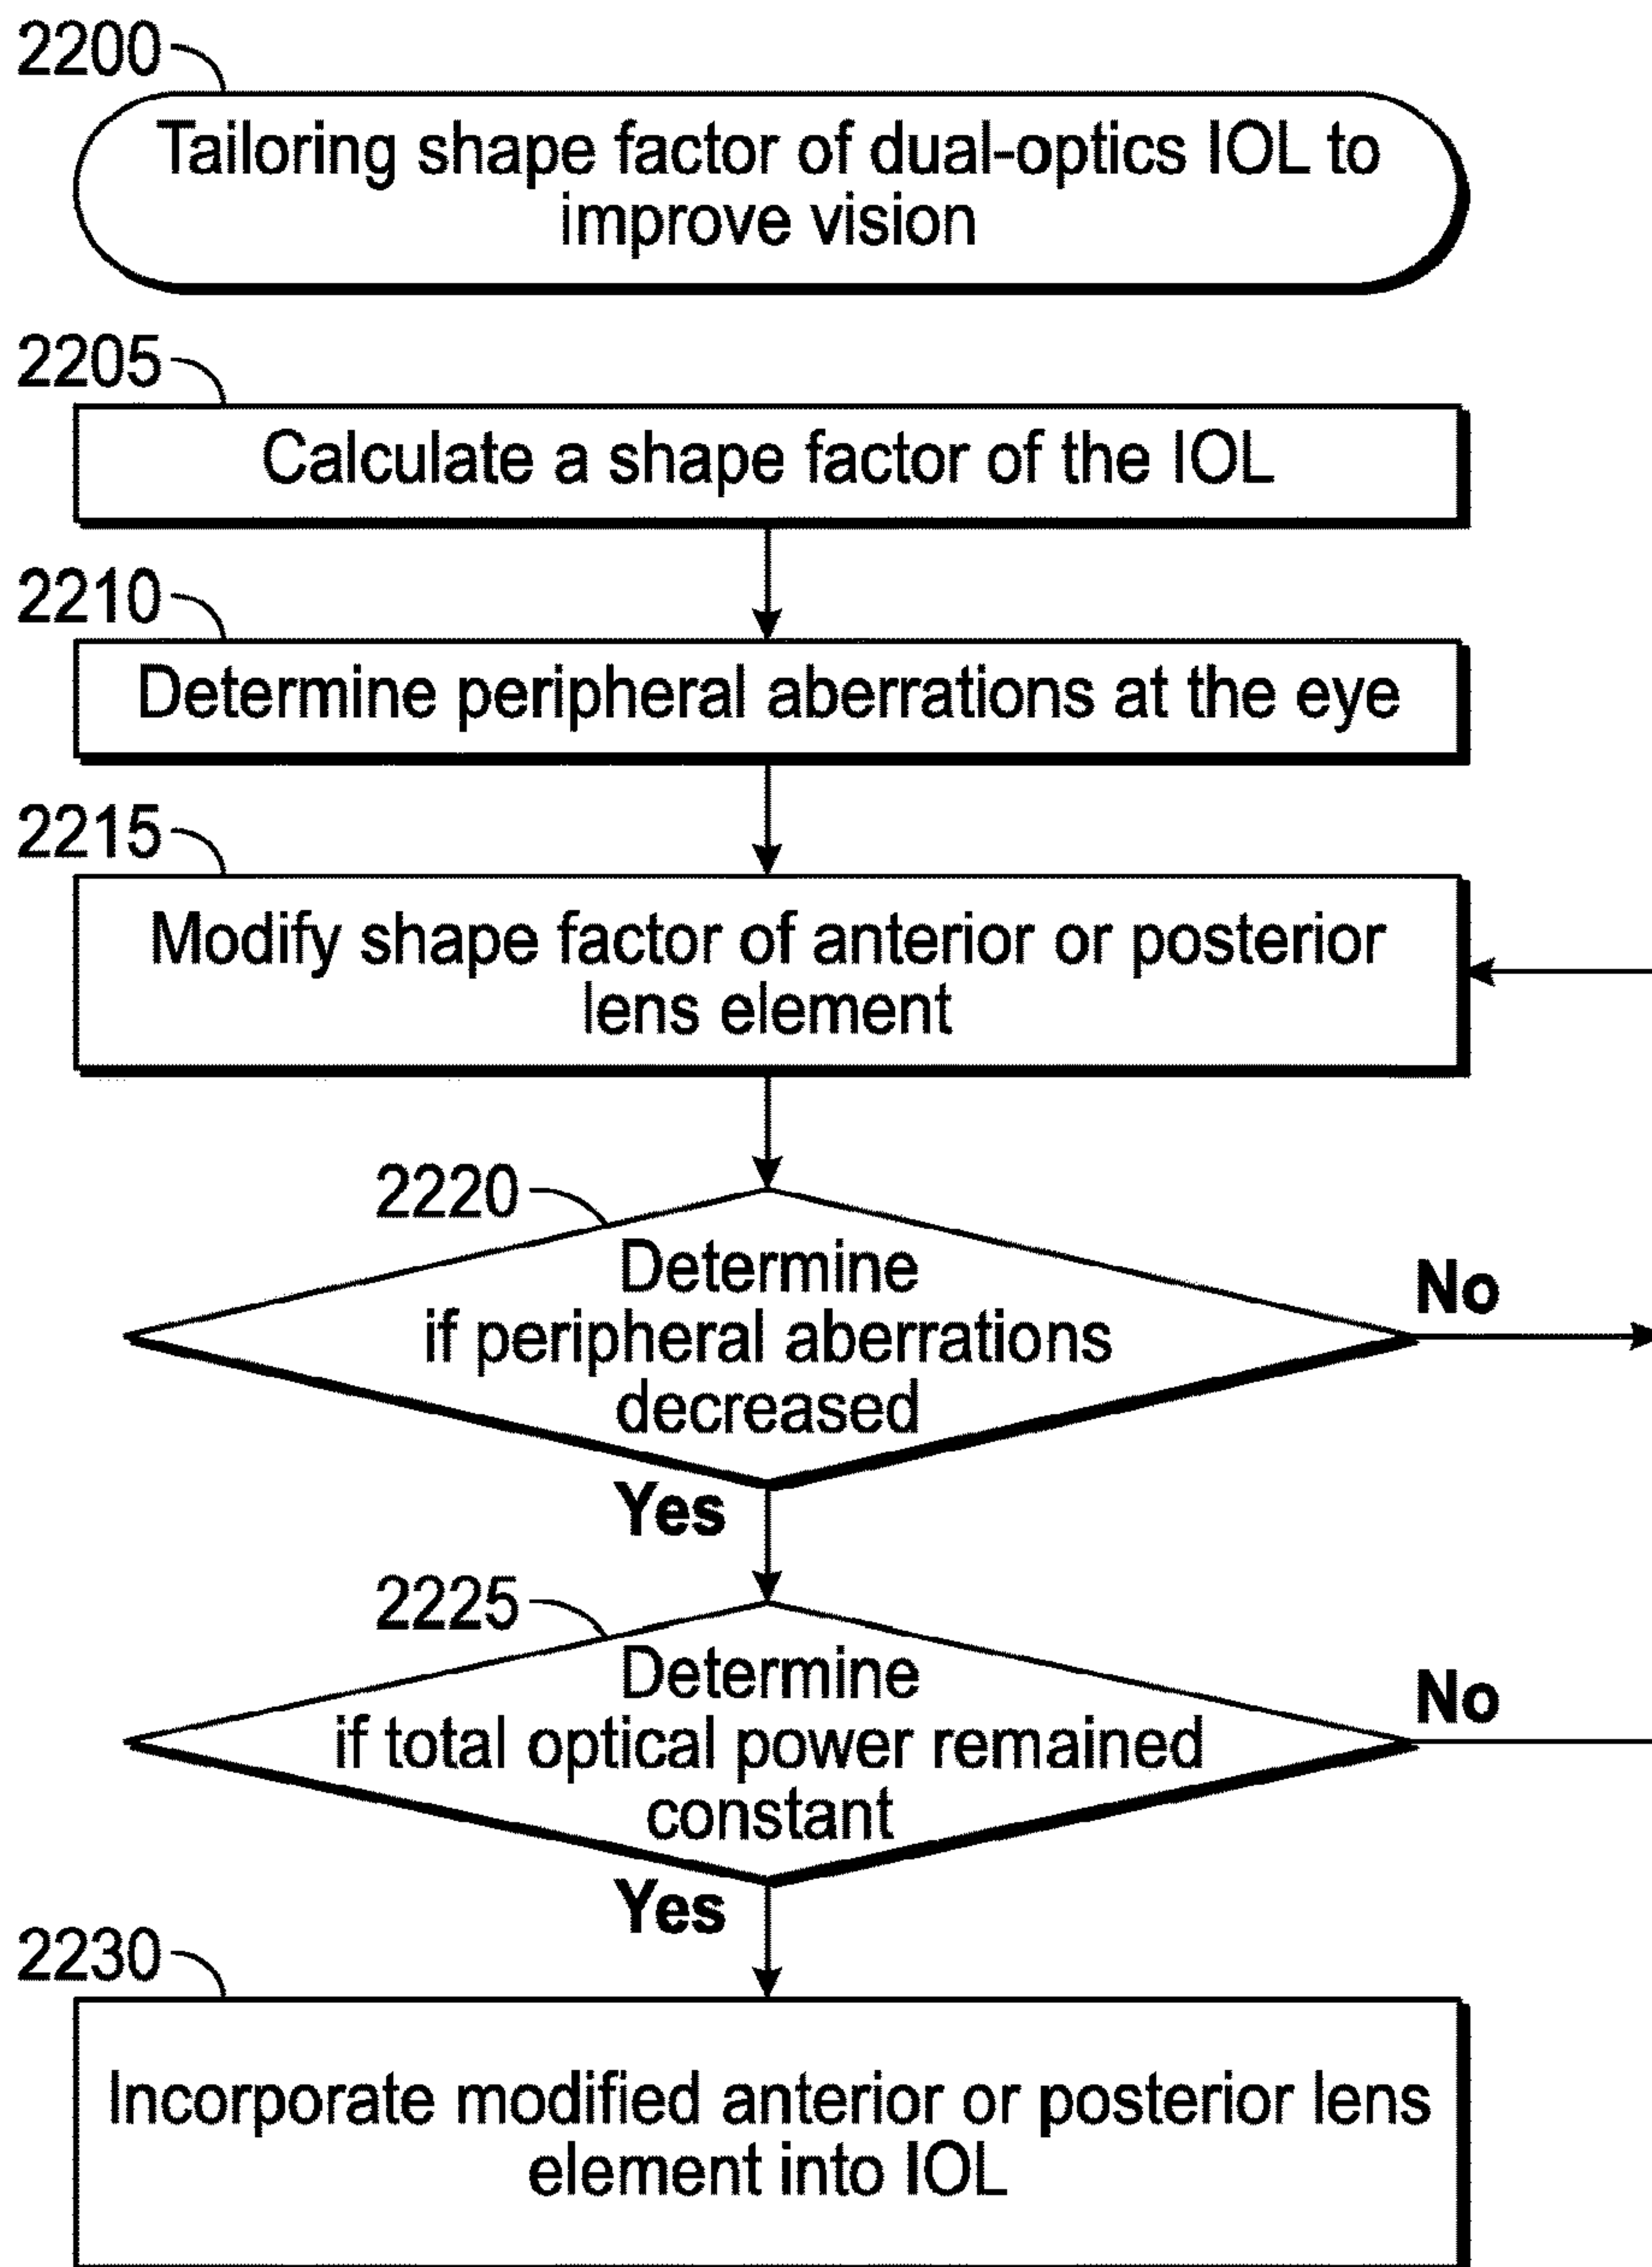 2200
Tailoring shape factor of dual-optics IOL to
improve vision
2205
Calculate a shape factor of the IOL
2210
Determine peripheral aberrations at the eye
2215
Modify shape factor of anterior or posterior
lens element
2220
Determine
if peripheral aberrations
decreased
No
Yes
2225
Determine
if total optical power remained
constant
No
Yes
2230
Incorporate modified anterior or posterior lens
element into IOL